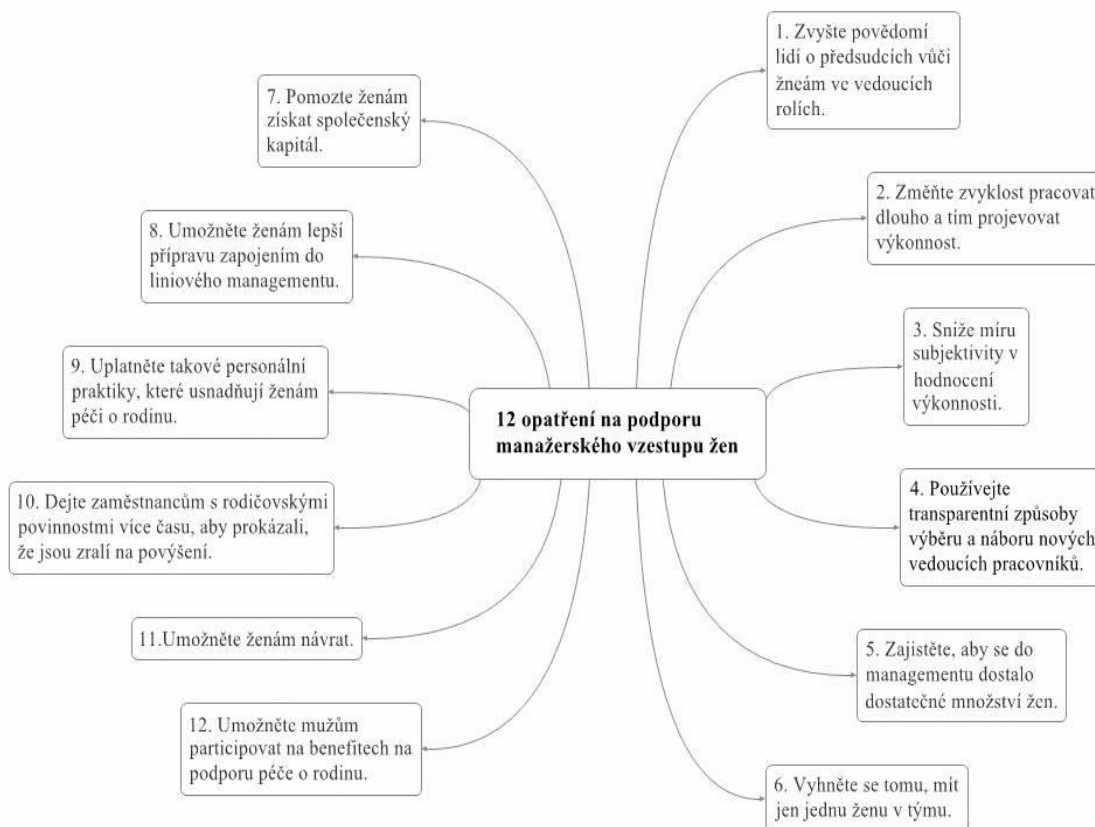 12 opatření na podporu
manažerského vzestupu žen
1. Zvyšte povědomí
lidí o předsudcích vůči
žneám ve vedoucích
rolích.
2. Změňte zvyklost pracovat
dlouho a tím projevovat
výkonnost.
3. Sniže míru
subjektivity v
hodnocení
výkonnosti.
4. Používejte
transparentní způsoby
výběru a náboru nových
vedoucích pracovníků.
5. Zajistěte, aby se do
managementu dostalo
dostatečné množství žen.
6. Vyhněte se tomu, mít
jen jednu ženu v týmu.
7. Pomozte ženám
získat společenský
kapitál.
8. Umožněte ženám lepší
přípravu zapojením do
liniového managementu.
9. Uplatněte takové personální
praktiky, které usnadňují ženám
péči o rodinu.
10. Dejte zaměstnancům s rodičovskými
povinnostmi více času, aby prokázali,
že jsou zralí na povýšení.
11.Umožněte ženám návrat.
12. Umožněte mužům
participovat na benefitech na
podporu péče o rodinu.